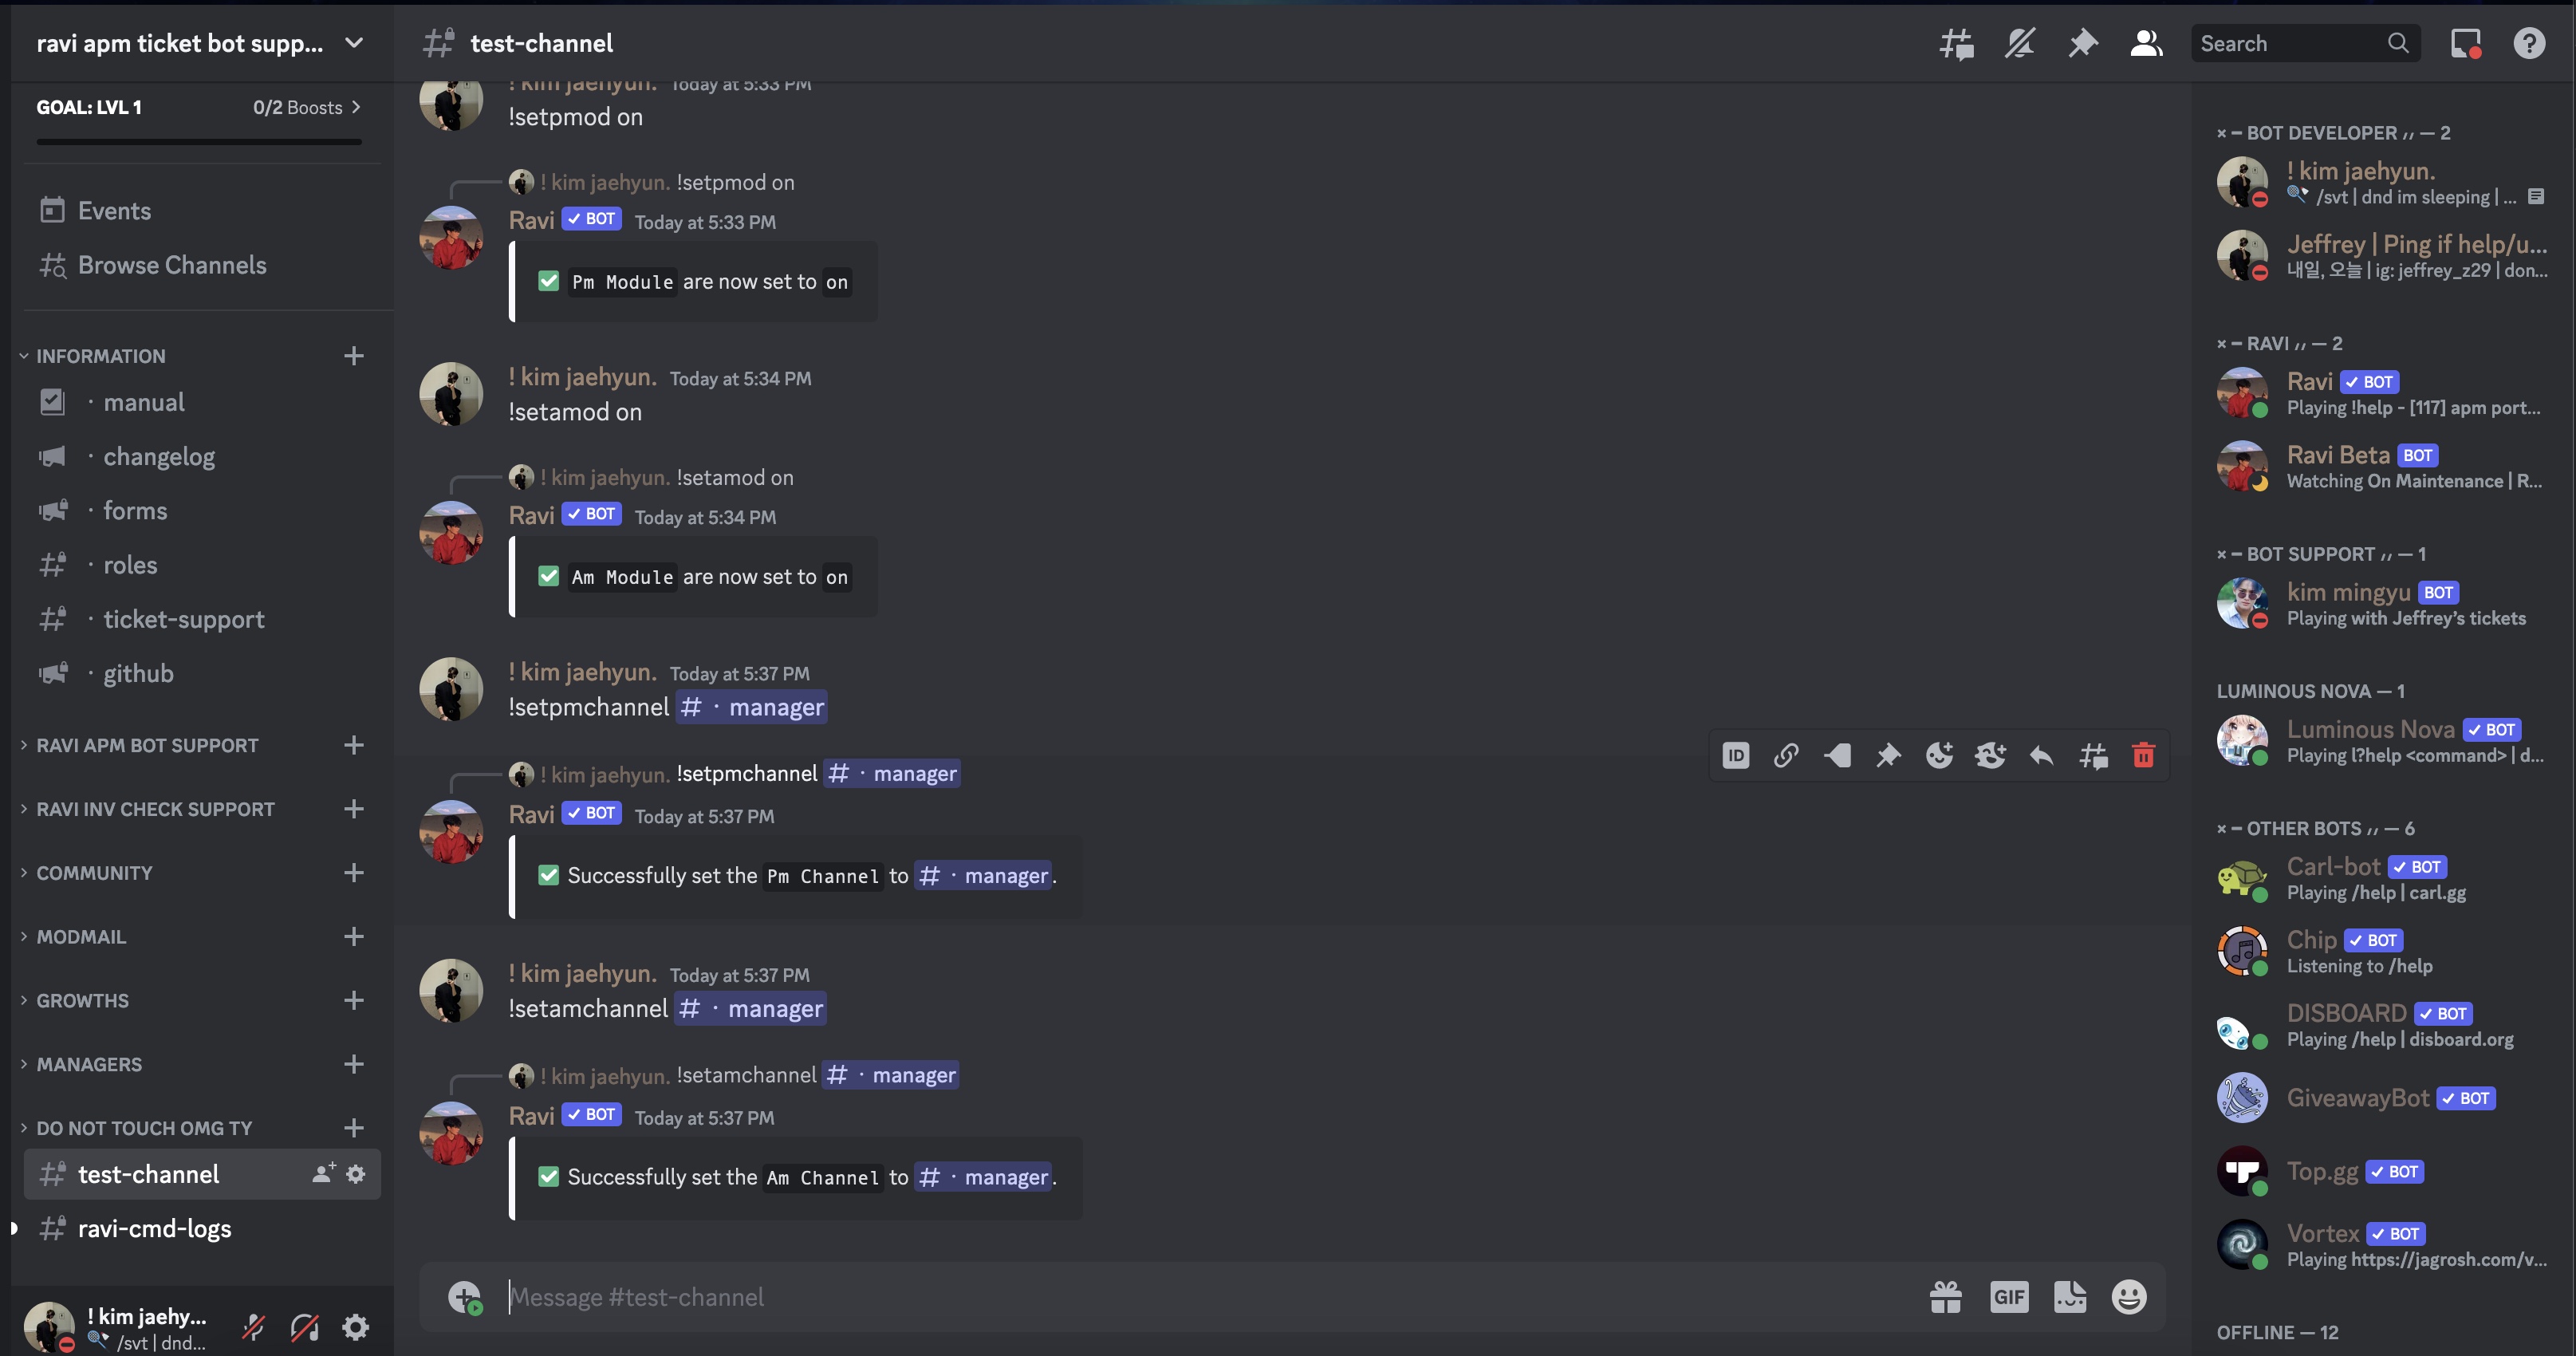 ravi apm ticket bot supp...
GOAL: LVL 1
0/2 Boosts
Events
Browse Channels
INFORMATION
· manual
· changelog
· forms
· roles
· ticket-support
· github
RAVI APM BOT SUPPORT
RAVI INV CHECK SUPPORT
COMMUNITY
MODMAIL
GROWTHS
MANAGERS
DO NOT TOUCH OMG TY
test-channel
ravi-cmd-logs
! kim jaehy...
/svt | dnd...
test-channel
Search
! kim jaehyun. Today at 5:33 PM
!setpmod on
! kim jaehyun. !setpmod on
Ravi ✓ BOT Today at 5:33 PM
✅ Pm Module are now set to on
! kim jaehyun. Today at 5:34 PM
!setamod on
! kim jaehyun. !setamod on
Ravi ✓ BOT Today at 5:34 PM
✅ Am Module are now set to on
! kim jaehyun. Today at 5:37 PM
!setpmchannel # · manager
! kim jaehyun. !setpmchannel # · manager
ID
Ravi ✓ BOT Today at 5:37 PM
✅ Successfully set the Pm Channel to # · manager.
! kim jaehyun. Today at 5:37 PM
!setamchannel # · manager
! kim jaehyun. !setamchannel # · manager
Ravi ✓ BOT Today at 5:37 PM
✅ Successfully set the Am Channel to # · manager.
Message #test-channel
GIF
× – BOT DEVELOPER ,, — 2
! kim jaehyun.
/svt | dnd im sleeping | ...
Jeffrey | Ping if help/u...
내일, 오늘 | ig: jeffrey_z29 | don...
× – RAVI ,, — 2
Ravi ✓ BOT
Playing !help - [117] apm port...
Ravi Beta BOT
Watching On Maintenance | R...
× – BOT SUPPORT ,, — 1
kim mingyu BOT
Playing with Jeffrey’s tickets
LUMINOUS NOVA — 1
Luminous Nova ✓ BOT
Playing l?help <command> | d...
× – OTHER BOTS ,, — 6
Carl-bot ✓ BOT
Playing /help | carl.gg
Chip ✓ BOT
Listening to /help
DISBOARD ✓ BOT
Playing /help | disboard.org
GiveawayBot ✓ BOT
Top.gg ✓ BOT
Vortex ✓ BOT
Playing https://jagrosh.com/v...
OFFLINE — 12